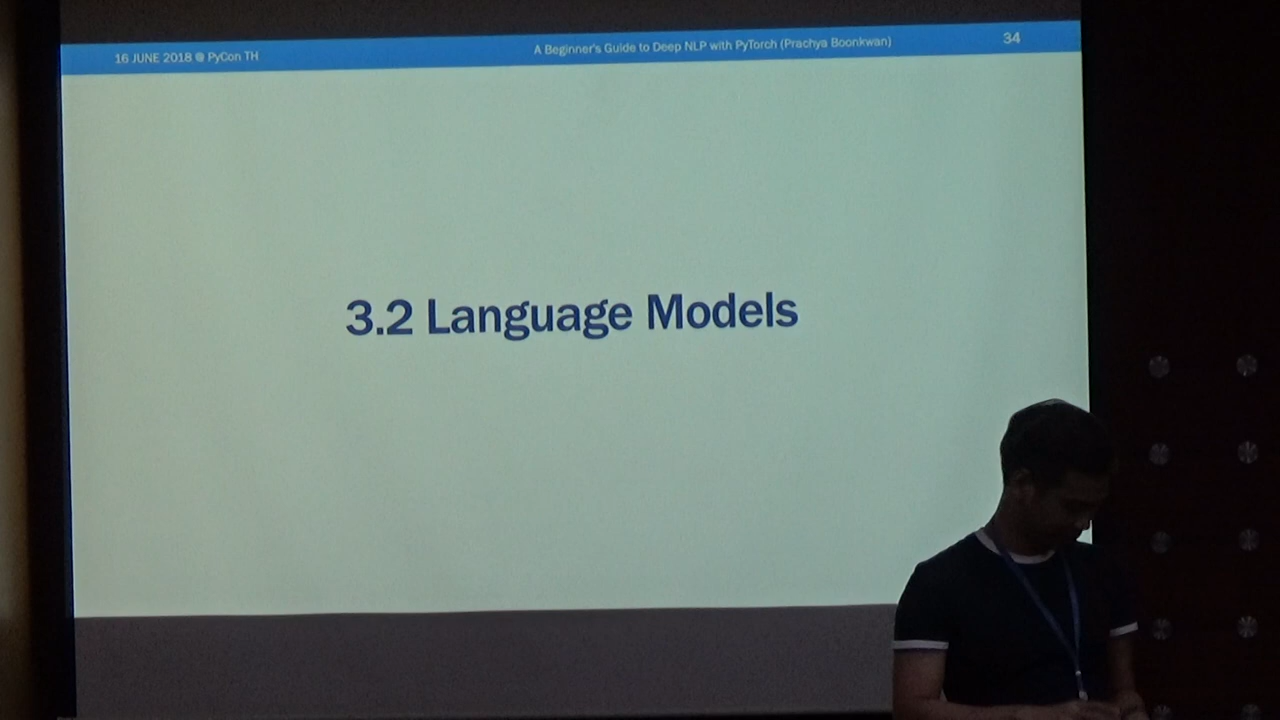 16 JUNE 2018 @ PyCon TH
A Beginner's Guide to Deep NLP with PyTorch (Prachya Boonkwan)
34
3.2 Language Models